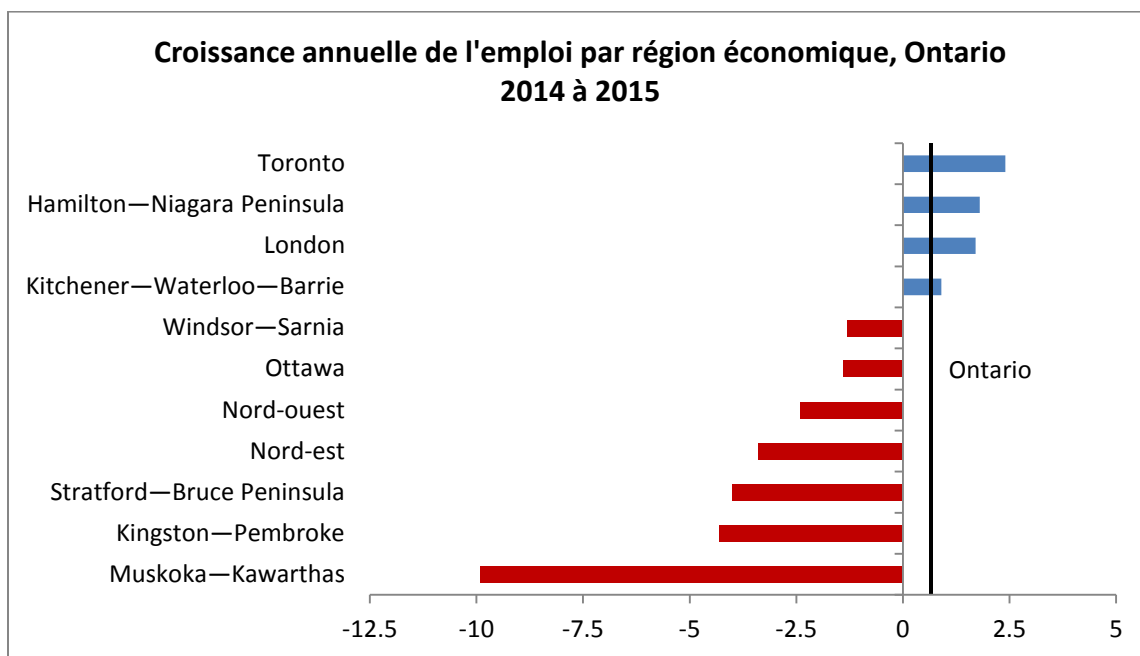 Croissance annuelle de l'emploi par région économique, Ontario
2014 à 2015
Toronto
Hamilton—Niagara Peninsula
London
Kitchener—Waterloo—Barrie
Windsor—Sarnia
Ottawa
Ontario
Nord-ouest
Nord-est
Stratford—Bruce Peninsula
Kingston—Pembroke
Muskoka—Kawarthas
-12.5 -10 -7.5 -5 -2.5 0 2.5 5